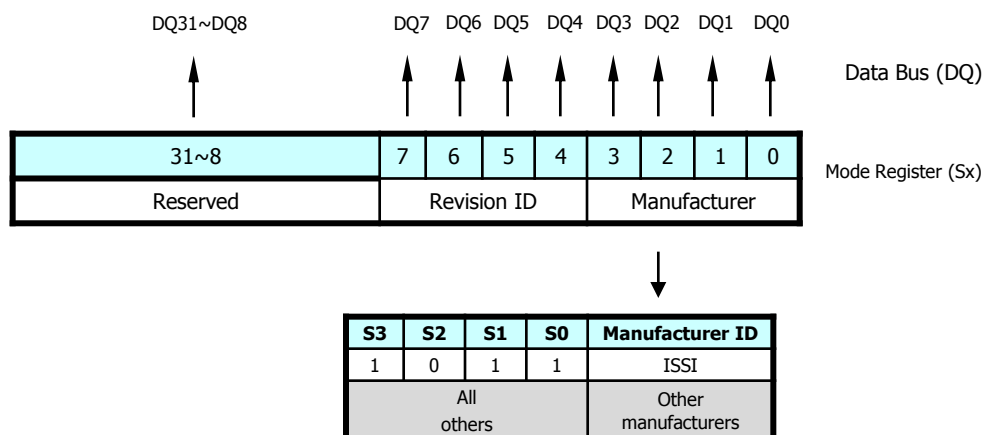 DQ31~DQ8 DQ7 DQ6 DQ5 DQ4 DQ3 DQ2 DQ1 DQ0
Data Bus (DQ)
31~8 7 6 5 4 3 2 1 0
Mode Register (Sx)
Reserved Revision ID Manufacturer
S3 S2 S1 S0 Manufacturer ID
1 0 1 1 ISSI
All others Other manufacturers